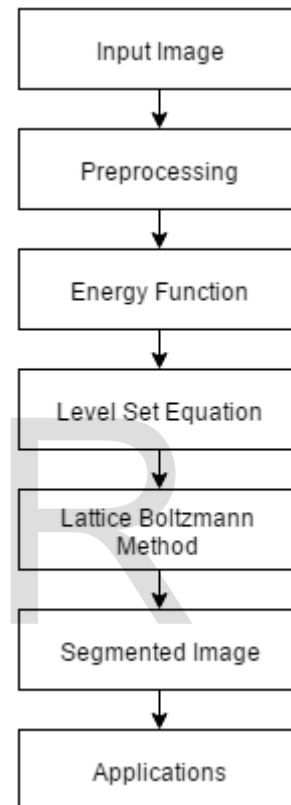 Input Image
Preprocessing
Energy Function
Level Set Equation
Lattice Boltzmann
Method
Segmented Image
Applications
R